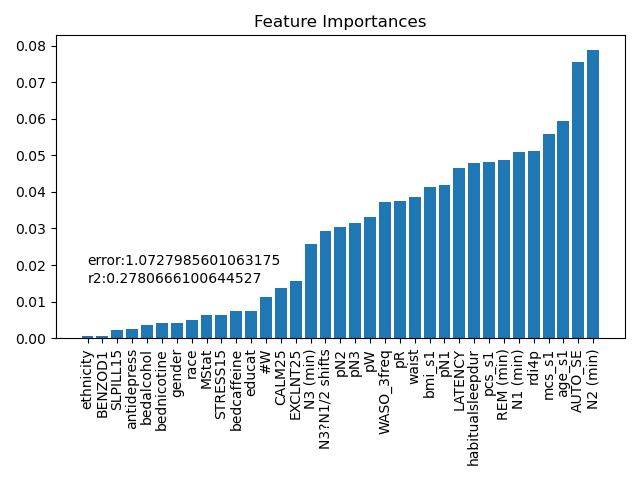 Feature Importances
0.08
0.07
0.06
0.05
0.04
0.03
0.02
0.01
0.00
error:1.0727985601063175
r2:0.2780666100644527
ethnicity
BENZOD1
SLPILL15
antidepress
bedalcohol
bednicotine
gender
race
MStat
STRESS15
bedcaffeine
educat
#W
CALM25
EXCLNT25
N3 (min)
N3?N1/2 shifts
pN2
pN3
pW
WASO_3freq
pR
waist
bmi_s1
pN1
LATENCY
habitualsleepdur
pcs_s1
REM (min)
N1 (min)
rdi4p
mcs_s1
age_s1
AUTO_SE
N2 (min)